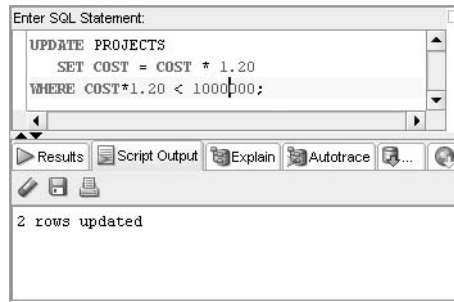 Enter SQL Statement:
UPDATE PROJECTS
SET COST = COST * 1.20
WHERE COST*1.20 < 1000000;
Results Script Output Explain Autotrace ...
2 rows updated